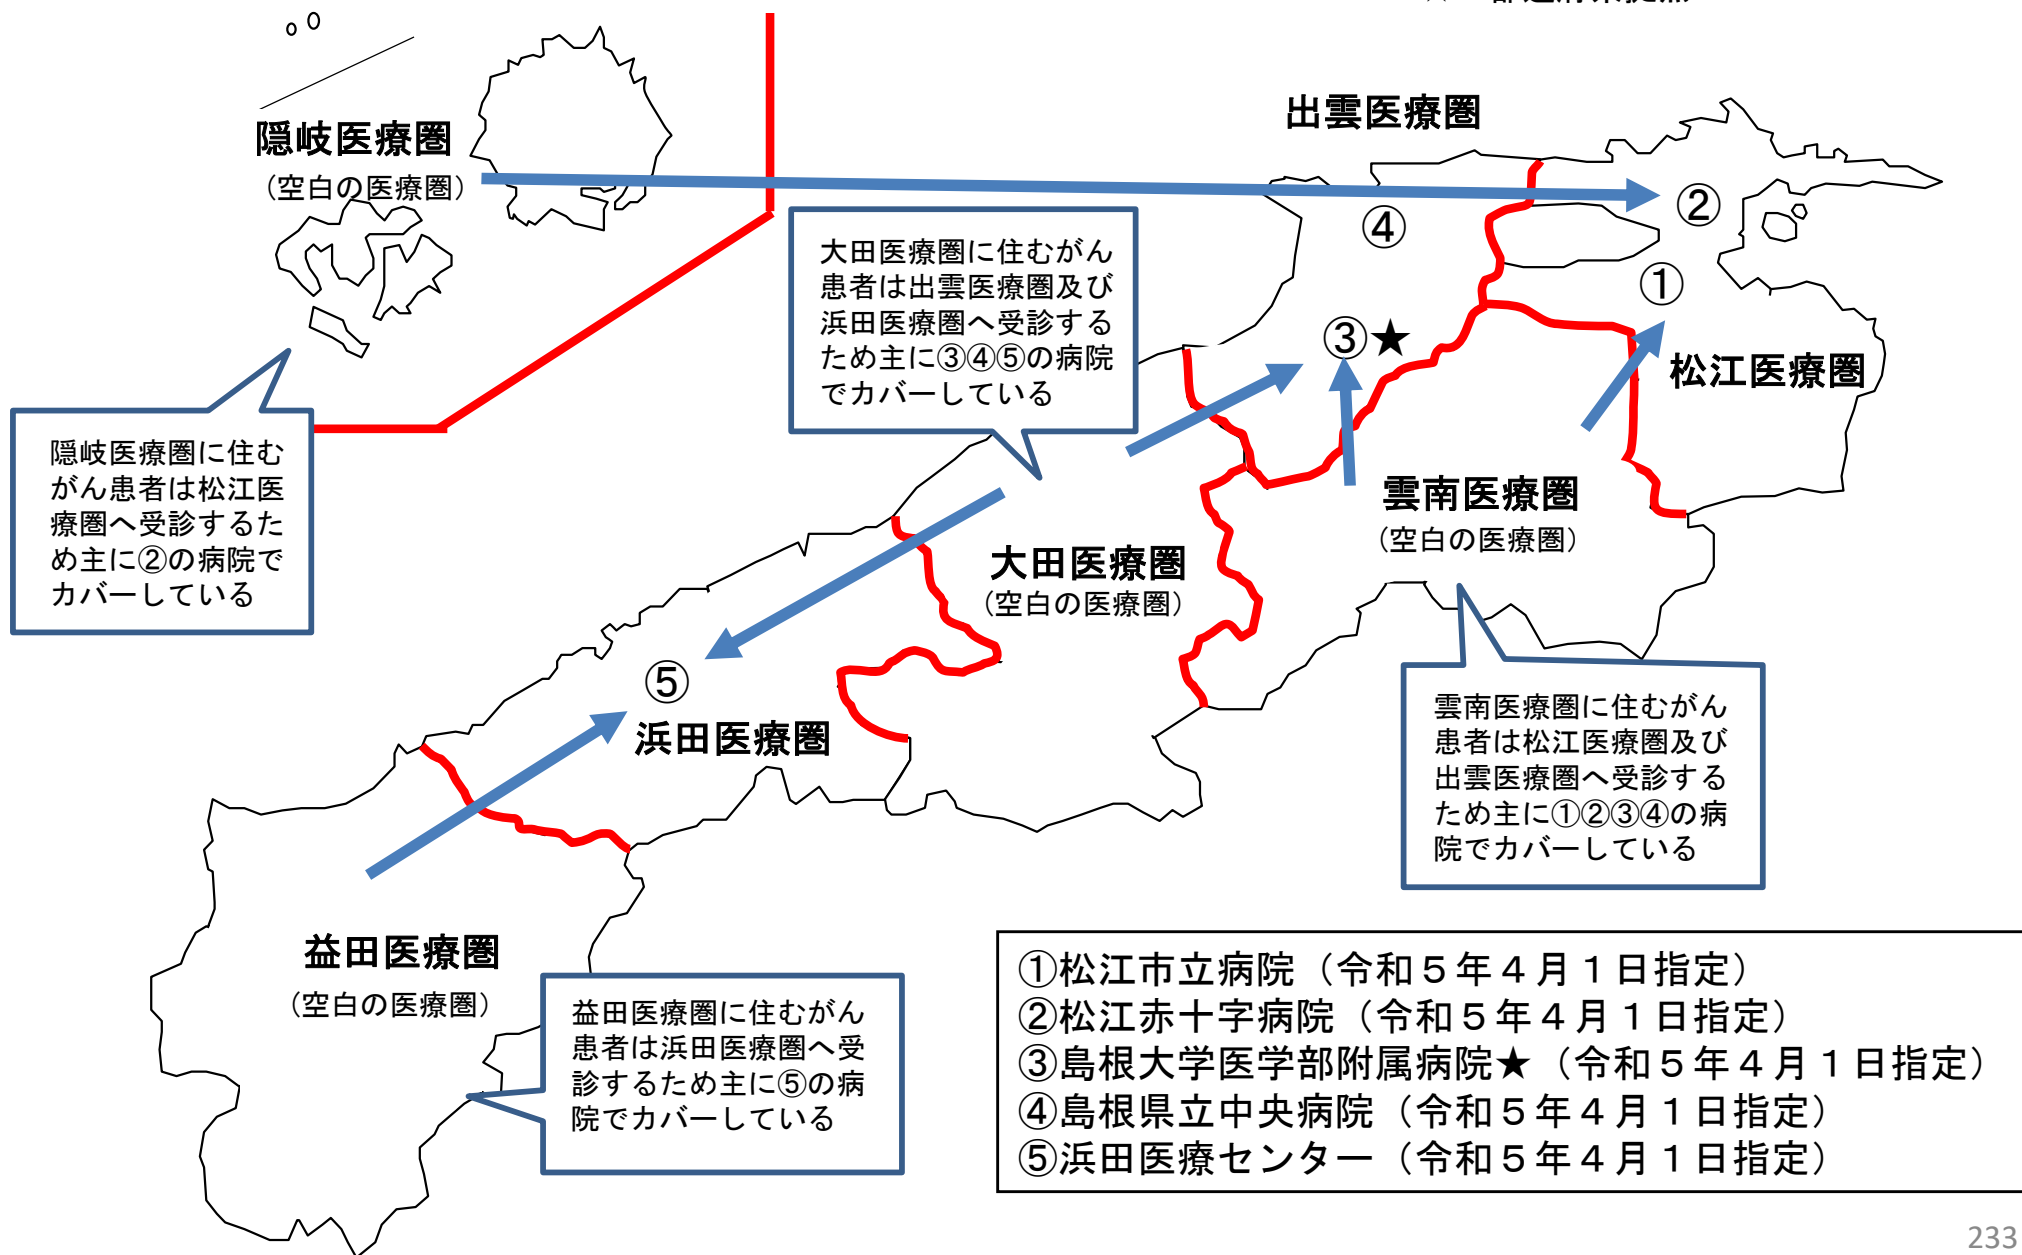 隠岐医療圏
（空白の医療圏）
出雲医療圏
②
④
①
③★
松江医療圏
大田医療圏に住むがん
患者は出雲医療圏及び
浜田医療圏へ受診する
ため主に③④⑤の病院
でカバーしている
隠岐医療圏に住む
がん患者は松江医
療圏へ受診するた
め主に②の病院で
カバーしている
雲南医療圏
（空白の医療圏）
大田医療圏
（空白の医療圏）
⑤
浜田医療圏
雲南医療圏に住むがん
患者は松江医療圏及び
出雲医療圏へ受診する
ため主に①②③④の病
院でカバーしている
益田医療圏
（空白の医療圏）
益田医療圏に住むがん
患者は浜田医療圏へ受
診するため主に⑤の病
院でカバーしている
①松江市立病院（令和５年４月１日指定）
②松江赤十字病院（令和５年４月１日指定）
③島根大学医学部附属病院★（令和５年４月１日指定）
④島根県立中央病院（令和５年４月１日指定）
⑤浜田医療センター（令和５年４月１日指定）
233